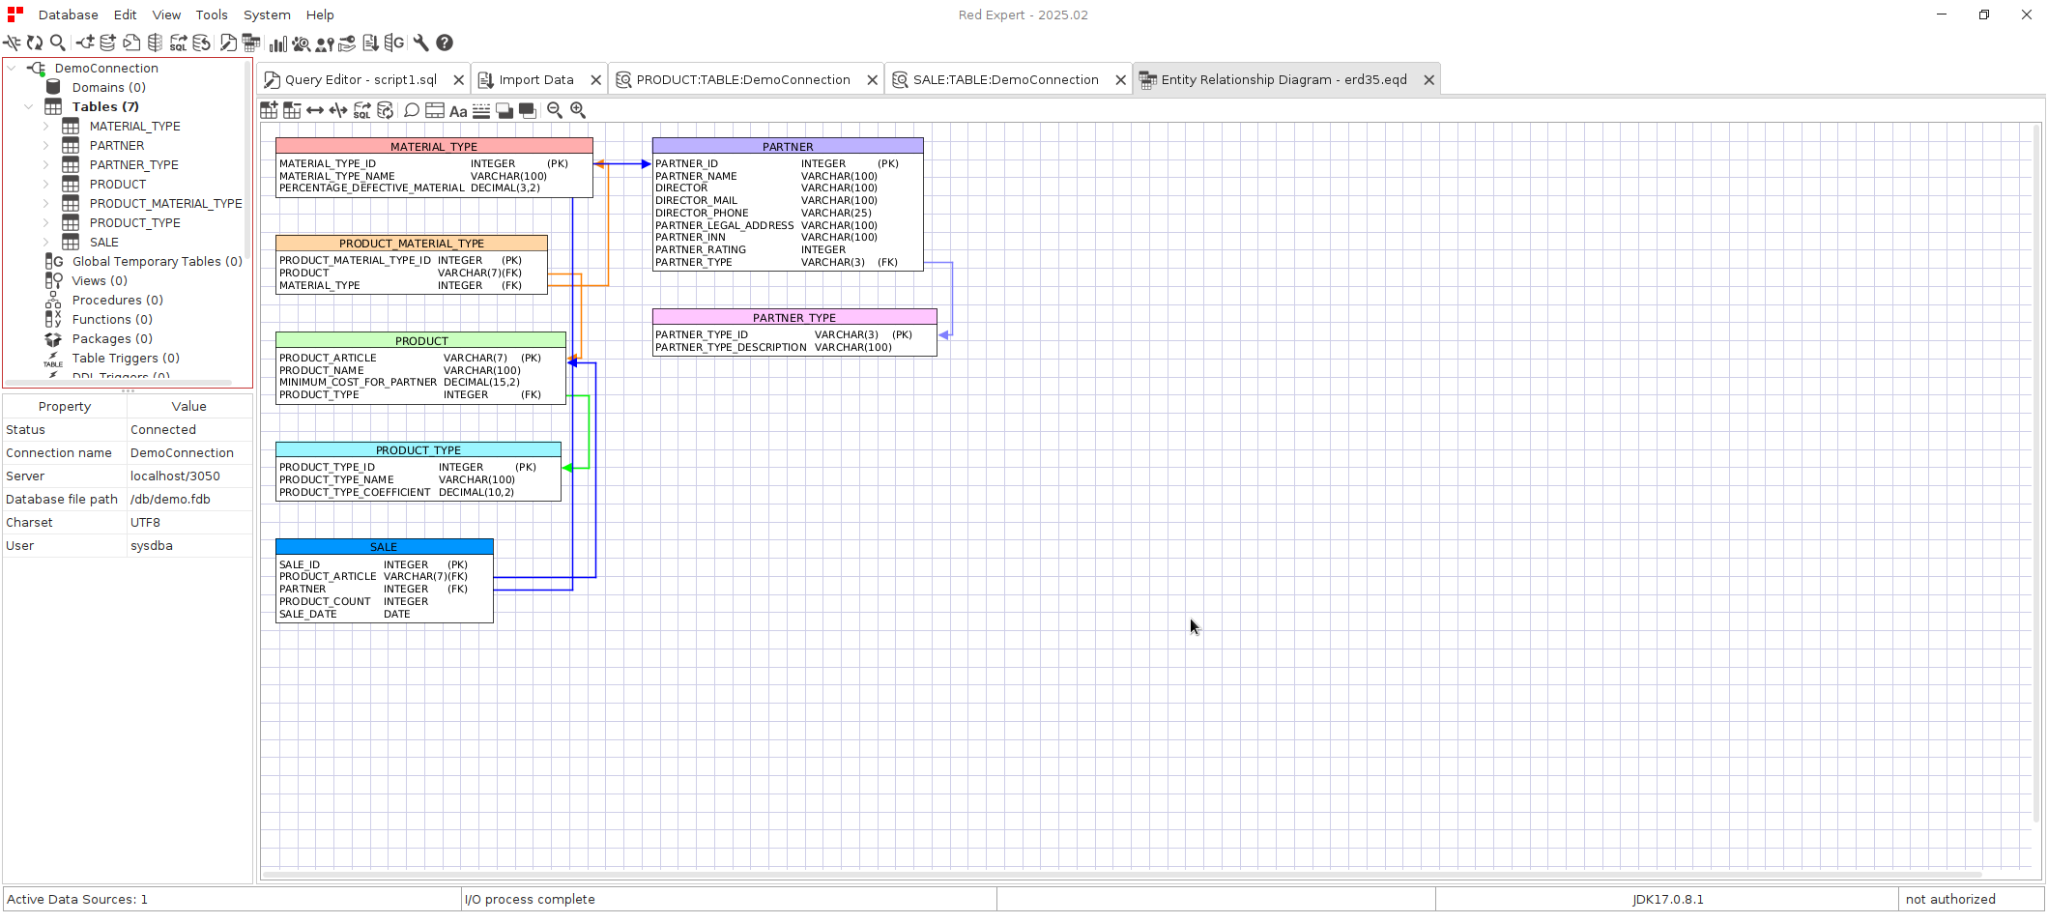 Database Edit View Tools System Help
Red Expert - 2025.02
DemoConnection
Domains (0)
Tables (7)
MATERIAL_TYPE
PARTNER
PARTNER_TYPE
PRODUCT
PRODUCT_MATERIAL_TYPE
PRODUCT_TYPE
SALE
Global Temporary Tables (0)
Views (0)
Procedures (0)
Functions (0)
Packages (0)
Table Triggers (0)
DDL Triggers (0)
Property Value
Status Connected
Connection name DemoConnection
Server localhost/3050
Database file path /db/demo.fdb
Charset UTF8
User sysdba
Query Editor - script1.sql
Import Data
PRODUCT:TABLE:DemoConnection
SALE:TABLE:DemoConnection
Entity Relationship Diagram - erd35.eqd
SQL
Aa
MATERIAL_TYPE
MATERIAL_TYPE_ID INTEGER (PK)
MATERIAL_TYPE_NAME VARCHAR(100)
PERCENTAGE_DEFECTIVE_MATERIAL DECIMAL(3,2)
PRODUCT_MATERIAL_TYPE
PRODUCT_MATERIAL_TYPE_ID INTEGER (PK)
PRODUCT VARCHAR(7)(FK)
MATERIAL_TYPE INTEGER (FK)
PRODUCT
PRODUCT_ARTICLE VARCHAR(7) (PK)
PRODUCT_NAME VARCHAR(100)
MINIMUM_COST_FOR_PARTNER DECIMAL(15,2)
PRODUCT_TYPE INTEGER (FK)
PRODUCT_TYPE
PRODUCT_TYPE_ID INTEGER (PK)
PRODUCT_TYPE_NAME VARCHAR(100)
PRODUCT_TYPE_COEFFICIENT DECIMAL(10,2)
SALE
SALE_ID INTEGER (PK)
PRODUCT_ARTICLE VARCHAR(7)(FK)
PARTNER INTEGER (FK)
PRODUCT_COUNT INTEGER
SALE_DATE DATE
PARTNER
PARTNER_ID INTEGER (PK)
PARTNER_NAME VARCHAR(100)
DIRECTOR VARCHAR(100)
DIRECTOR_MAIL VARCHAR(100)
DIRECTOR_PHONE VARCHAR(25)
PARTNER_LEGAL_ADDRESS VARCHAR(100)
PARTNER_INN VARCHAR(100)
PARTNER_RATING INTEGER
PARTNER_TYPE VARCHAR(3) (FK)
PARTNER_TYPE
PARTNER_TYPE_ID VARCHAR(3) (PK)
PARTNER_TYPE_DESCRIPTION VARCHAR(100)
Active Data Sources: 1
I/O process complete
JDK17.0.8.1
not authorized